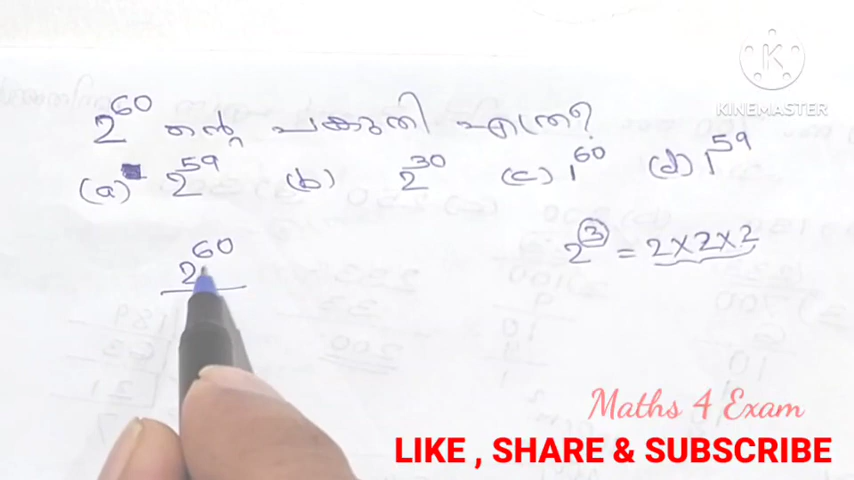 KINEMASTER
2⁶⁰ ന്റെ പകുതി എത്ര?
(a) 2⁵⁹ (b) 2³⁰ (c) 1⁶⁰ (d) 1⁵⁹
2⁶⁰
2³ = 2×2×2
Maths 4 Exam
LIKE , SHARE & SUBSCRIBE